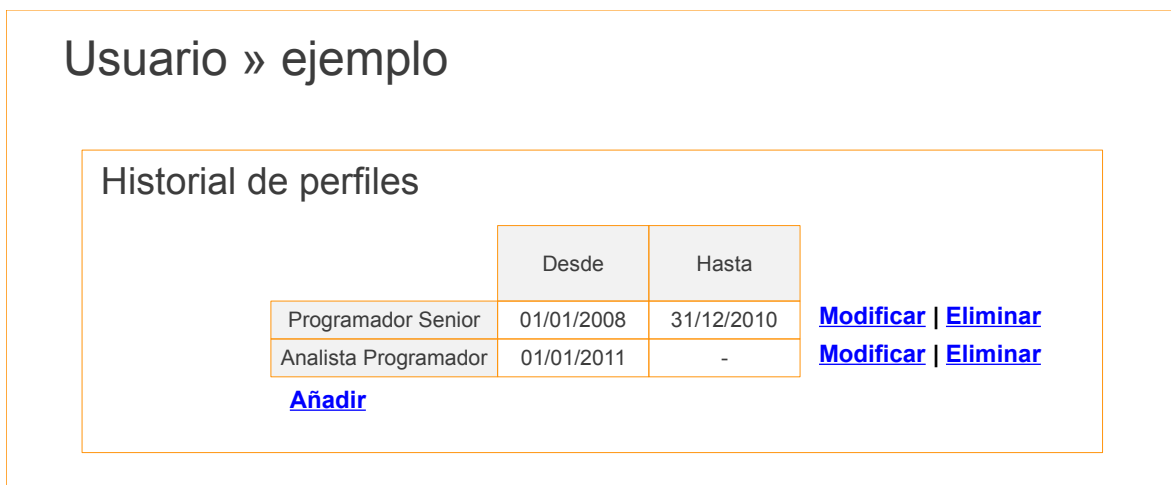 Usuario » ejemplo
Historial de perfiles
Desde Hasta
Programador Senior 01/01/2008 31/12/2010 Modificar | Eliminar
Analista Programador 01/01/2011 - Modificar | Eliminar
Añadir